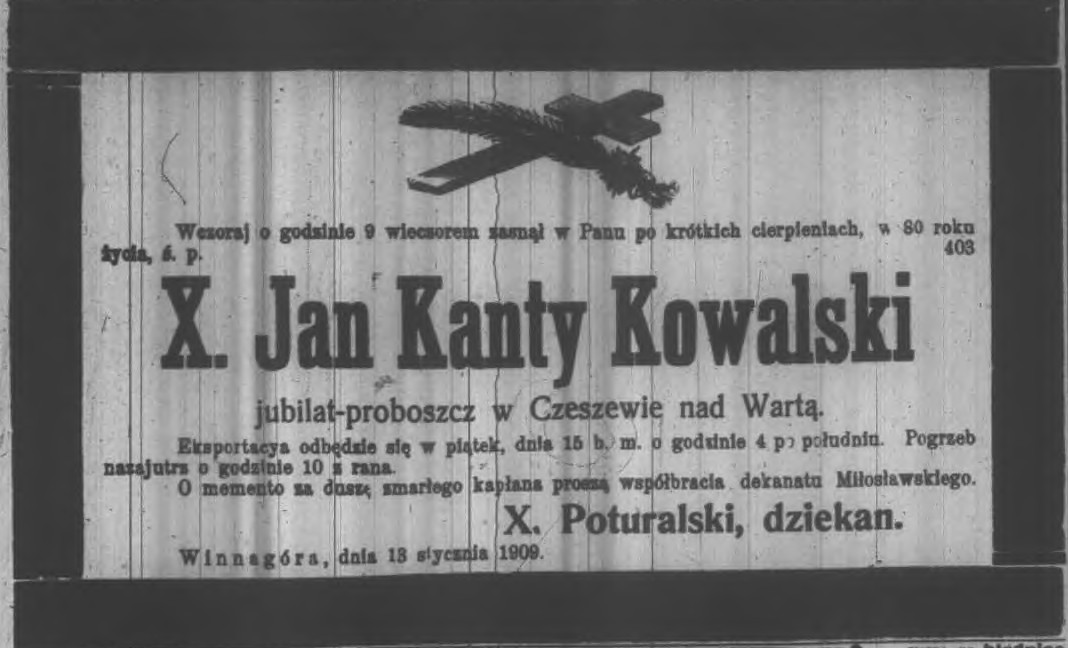 Wczoraj o godzinie 9 wieczorem zasnął w Panu po krótkich cierpieniach, w 80 roku
życia, ś. p. 403
X. Jan Kanty Kowalski
jubilat-proboszcz w Czeszewie nad Wartą.
Eksportacya odbędzie się w piątek, dnia 15 b. m. o godzinie 4 po południu. Pogrzeb
nazajutrz o godzinie 10 z rana.
O memento za duszę zmarłego kapłana proszą współbracia dekanatu Miłosławskiego.
X. Poturalski, dziekan.
Winnagóra, dnia 13 stycznia 1909.